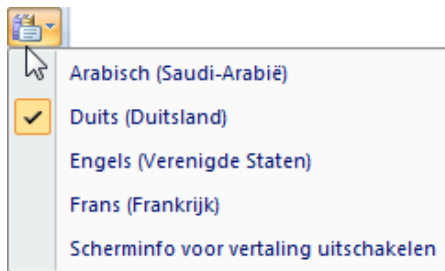 Arabisch (Saudi-Arabië)
Duits (Duitsland)
Engels (Verenigde Staten)
Frans (Frankrijk)
Scherminfo voor vertaling uitschakelen